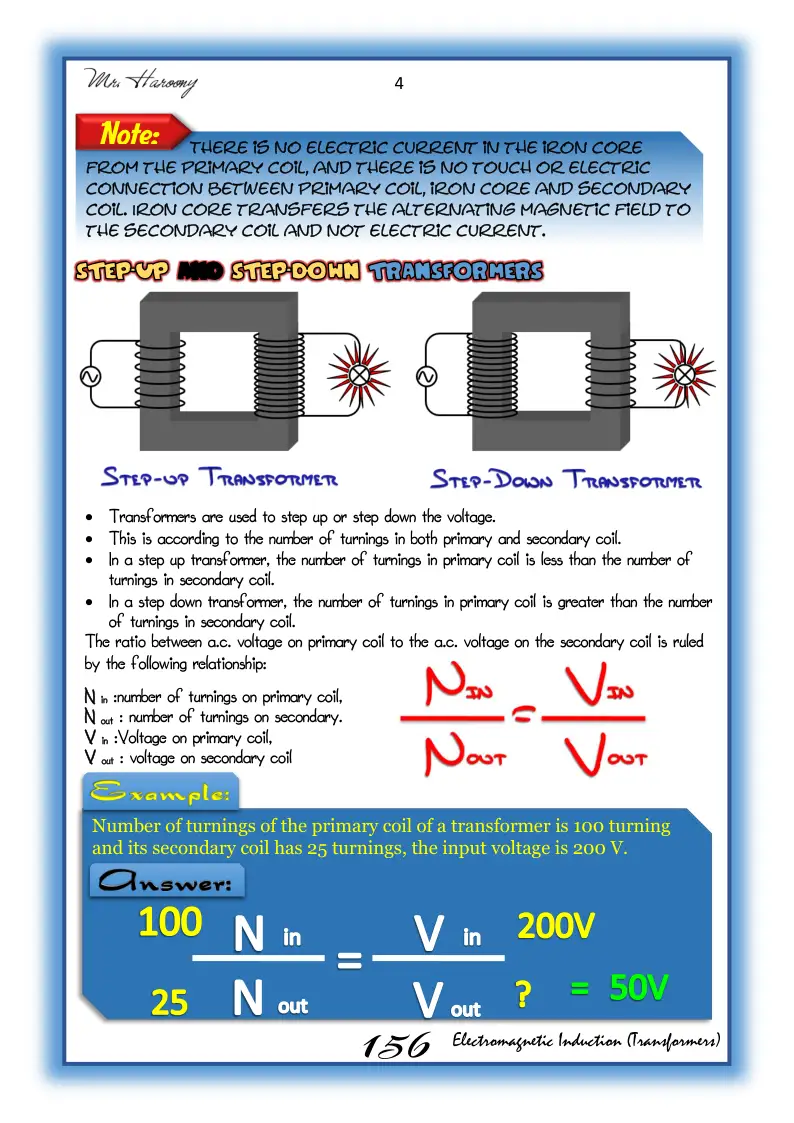 Mr. Haroony
4
Note:
THERE IS NO ELECTRIC CURRENT IN THE IRON CORE
FROM THE PRIMARY COIL, AND THERE IS NO TOUCH OR ELECTRIC
CONNECTION BETWEEN PRIMARY COIL, IRON CORE AND SECONDARY
COIL. IRON CORE TRANSFERS THE ALTERNATING MAGNETIC FIELD TO
THE SECONDARY COIL AND NOT ELECTRIC CURRENT.
STEP-UP AND STEP-DOWN TRANSFORMERS
STEP-UP TRANSFORMER
STEP-DOWN TRANSFORMER
• Transformers are used to step up or step down the voltage.
• This is according to the number of turnings in both primary and secondary coil.
• In a step up transformer, the number of turnings in primary coil is less than the number of
turnings in secondary coil.
• In a step down transformer, the number of turnings in primary coil is greater than the number
of turnings in secondary coil.
The ratio between a.c. voltage on primary coil to the a.c. voltage on the secondary coil is ruled
by the following relationship:
N in :number of turnings on primary coil,
N out : number of turnings on secondary.
V in :Voltage on primary coil,
V out : voltage on secondary coil
N IN = V IN
N OUT V OUT
Example:
Number of turnings of the primary coil of a transformer is 100 turning
and its secondary coil has 25 turnings, the input voltage is 200 V.
Answer:
100 N in = V in 200V
25 N out V out ? = 50V
156 Electromagnetic Induction (Transformers)